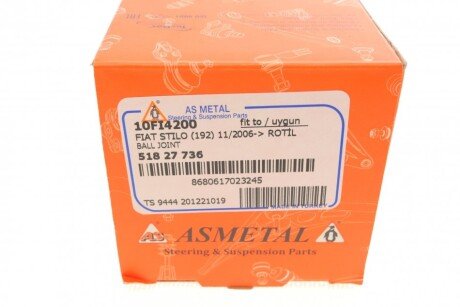 AS METAL
Steering & Suspension Parts
10FI4200 fit to / uygun
FIAT STILO (192) 11/2006-> ROTİL
BALL JOINT
518 27 736
8680617023245
TS 9444 201221019
AS ASMETAL
Steering & Suspension Parts